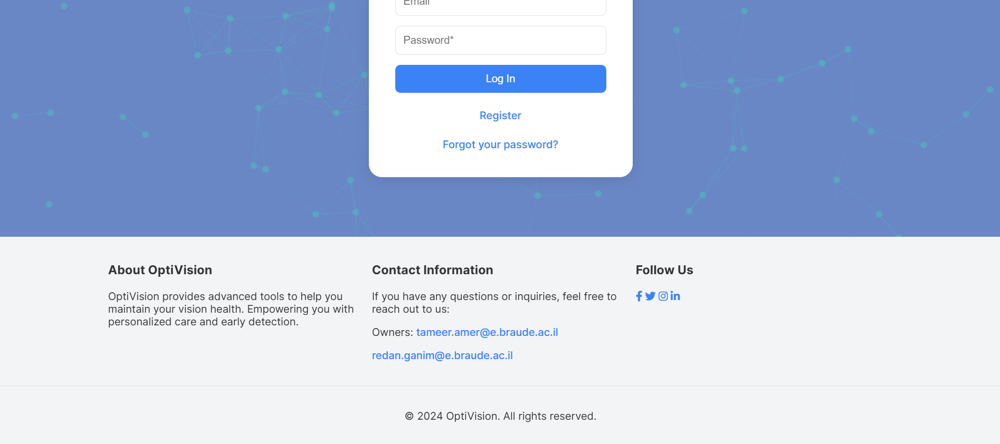 Email
Password*
Log In
Register
Forgot your password?
About OptiVision
OptiVision provides advanced tools to help you
maintain your vision health. Empowering you with
personalized care and early detection.
Contact Information
If you have any questions or inquiries, feel free to
reach out to us:
Owners: tameer.amer@e.braude.ac.il
redan.ganim@e.braude.ac.il
Follow Us
© 2024 OptiVision. All rights reserved.